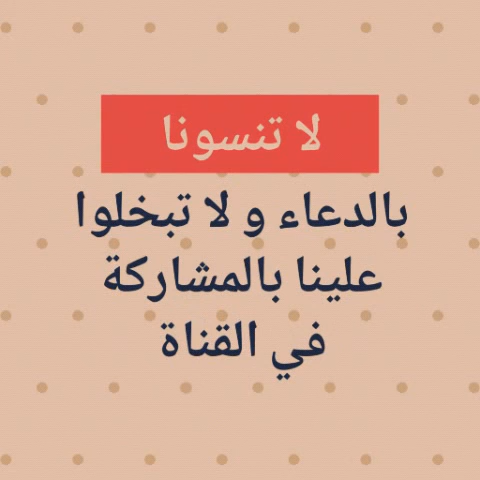 لا تنسونا
بالدعاء و لا تبخلوا
علينا بالمشاركة
في القناة